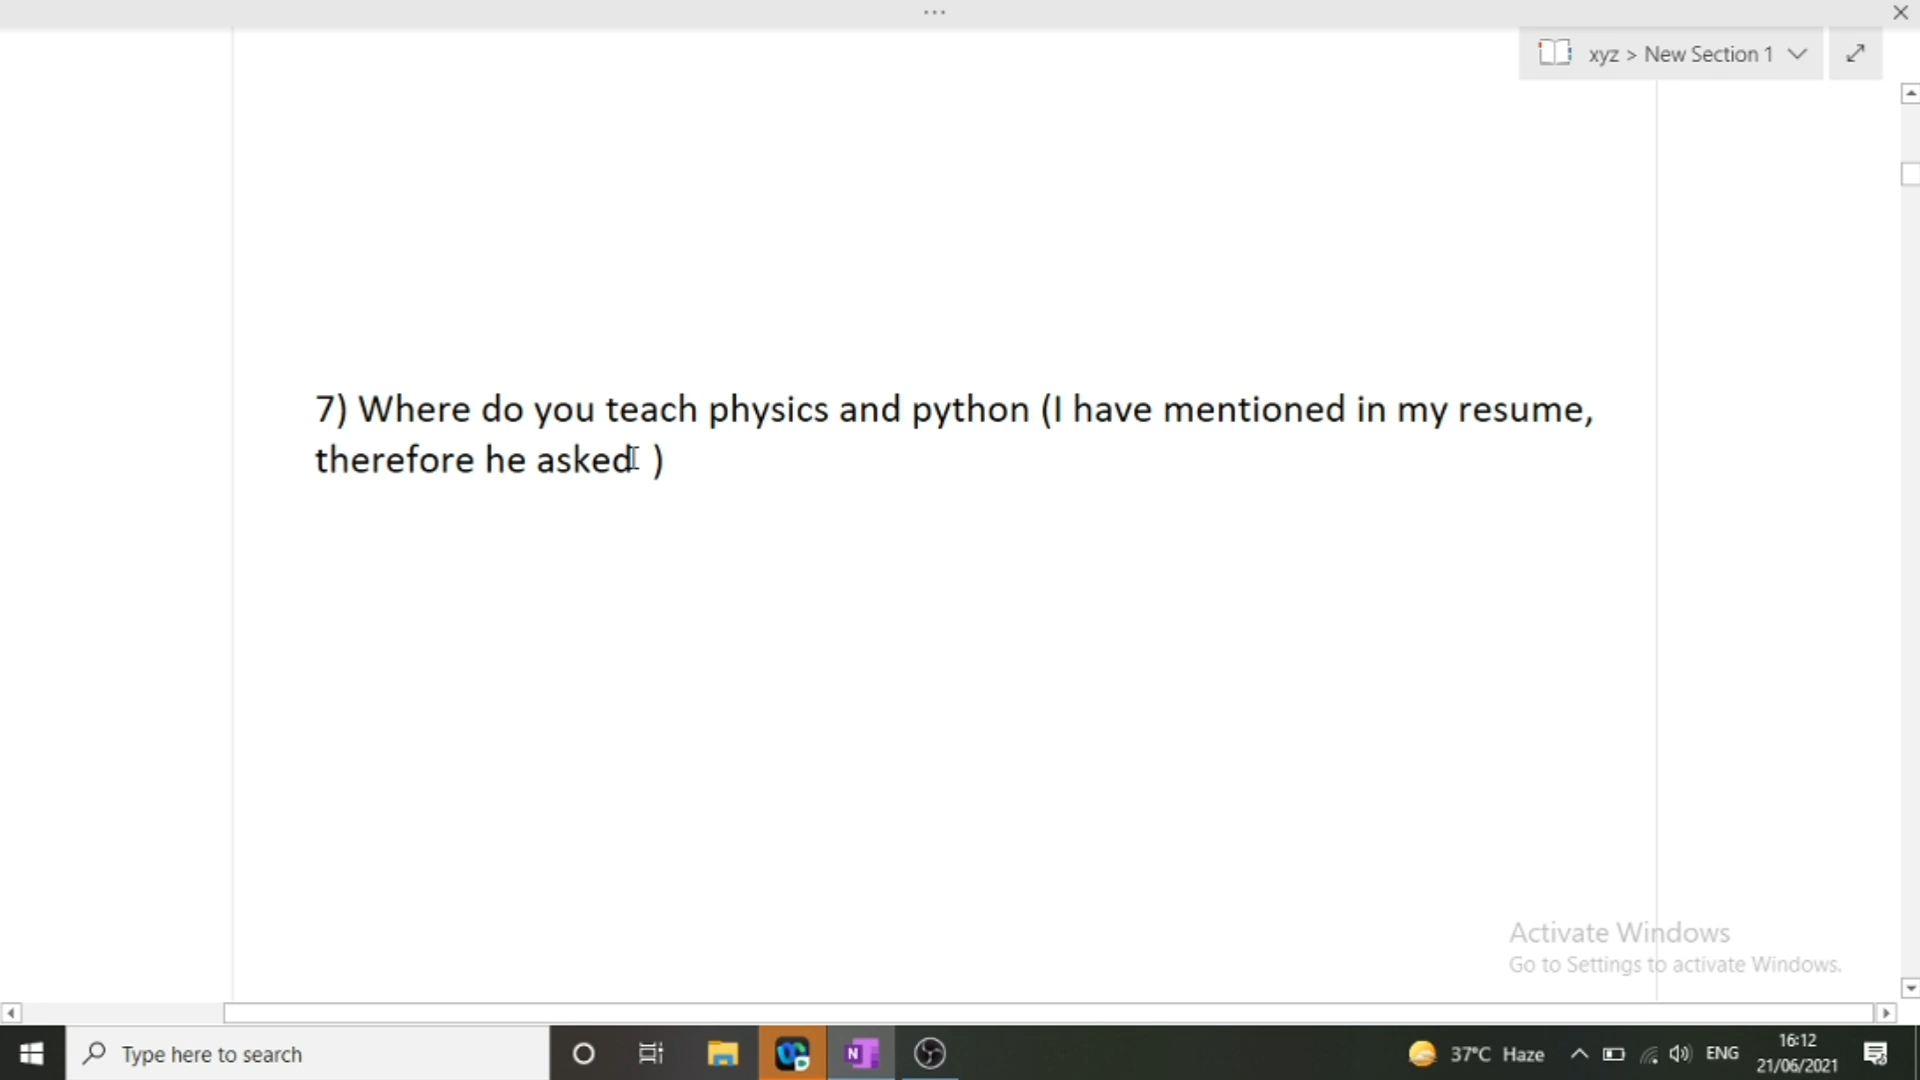 ...
xyz > New Section 1
7) Where do you teach physics and python (I have mentioned in my resume,
therefore he asked )
Activate Windows
Go to Settings to activate Windows.
Type here to search
N
37°C Haze
ENG
16:12
21/06/2021